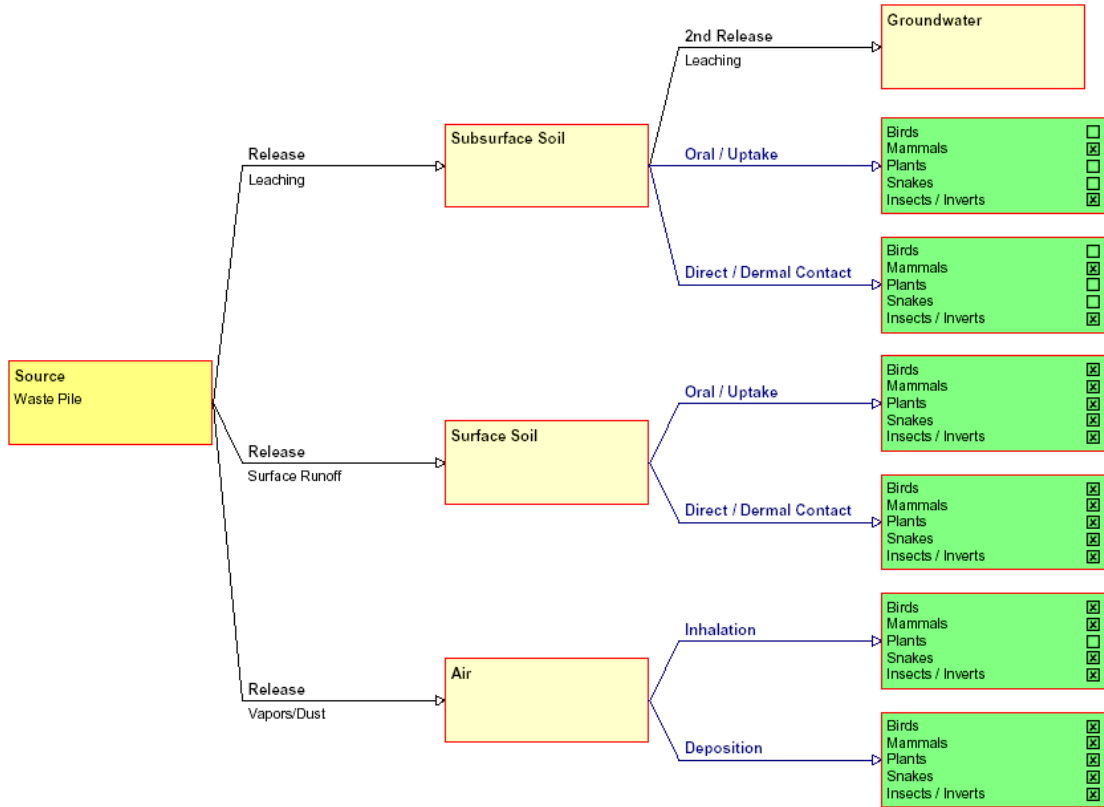 Source
Waste Pile
Release
Leaching
Subsurface Soil
2nd Release
Leaching
Groundwater
Oral / Uptake
Birds
Mammals
Plants
Snakes
Insects / Inverts
Direct / Dermal Contact
Birds
Mammals
Plants
Snakes
Insects / Inverts
Release
Surface Runoff
Surface Soil
Oral / Uptake
Birds
Mammals
Plants
Snakes
Insects / Inverts
Direct / Dermal Contact
Birds
Mammals
Plants
Snakes
Insects / Inverts
Release
Vapors/Dust
Air
Inhalation
Birds
Mammals
Plants
Snakes
Insects / Inverts
Deposition
Birds
Mammals
Plants
Snakes
Insects / Inverts